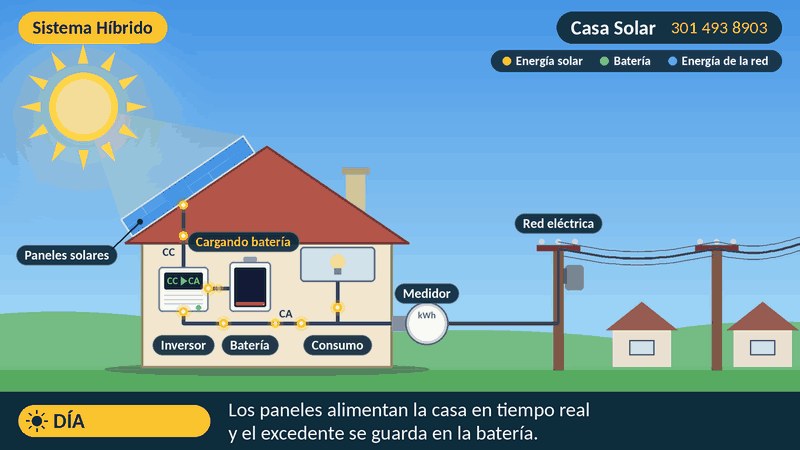 Sistema Híbrido
Casa Solar 301 493 8903
Energía solar Batería Energía de la red
Red eléctrica
Cargando batería
Paneles solares
CC
CC CA
Medidor
kWh
CA
Inversor Batería Consumo
DÍA
Los paneles alimentan la casa en tiempo real
y el excedente se guarda en la batería.